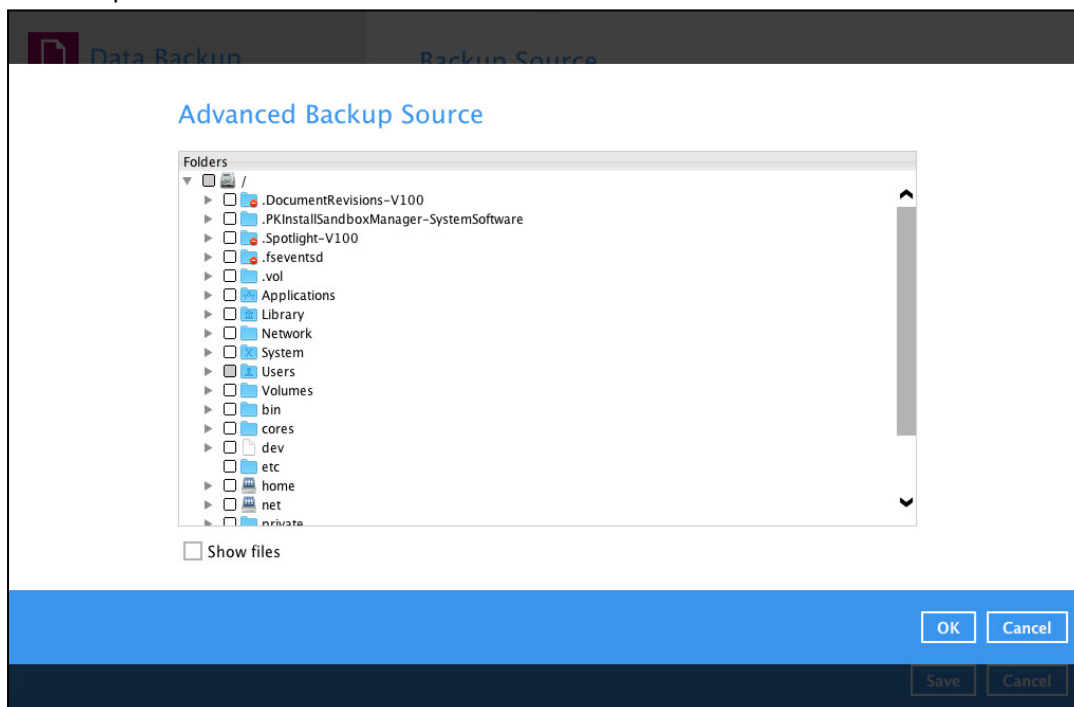 Data Backup
Backup Source
Advanced Backup Source
Folders
/
.DocumentRevisions-V100
.PKInstallSandboxManager-SystemSoftware
.Spotlight-V100
.fseventsd
.vol
Applications
Library
Network
System
Users
Volumes
bin
cores
dev
etc
home
net
private
Show files
OK Cancel
Save Cancel